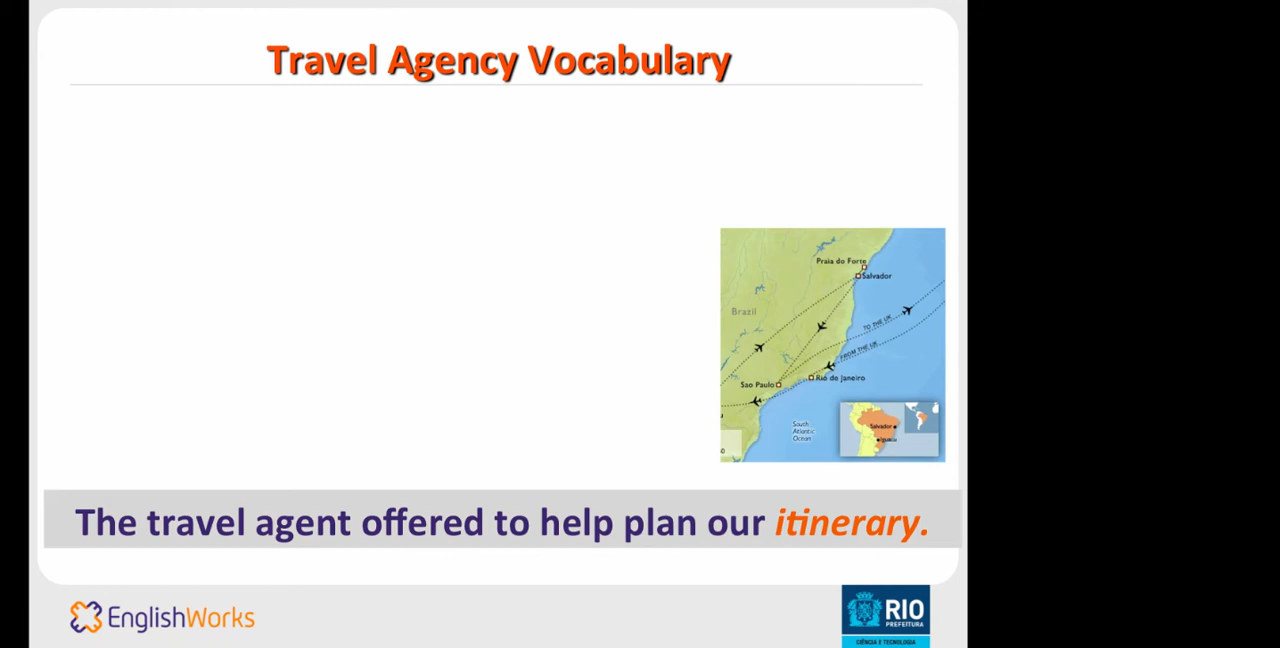 Travel Agency Vocabulary
Praia do Forte
Salvador
Brazil
TO THE UK
FROM THE UK
Sao Paulo
Rio de Janeiro
South
Atlantic
Ocean
Salvador
Iguacu
The travel agent offered to help plan our itinerary.
EnglishWorks
RIO
PREFEITURA
CIÊNCIA E TECNOLOGIA